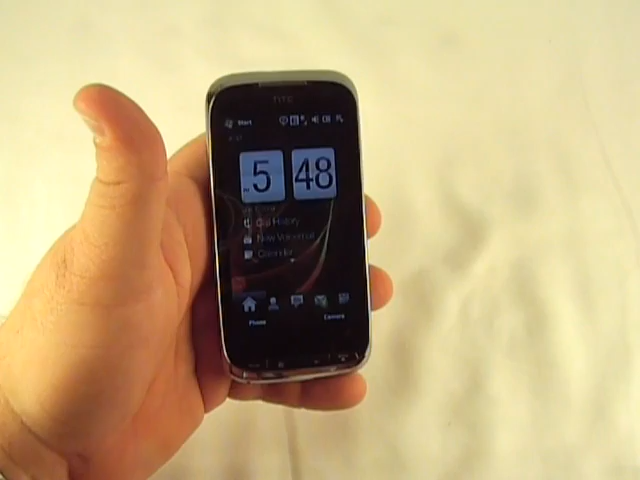 hTC
Start
5 48
Call History
New Voicemail
Calendar
Phone Camera